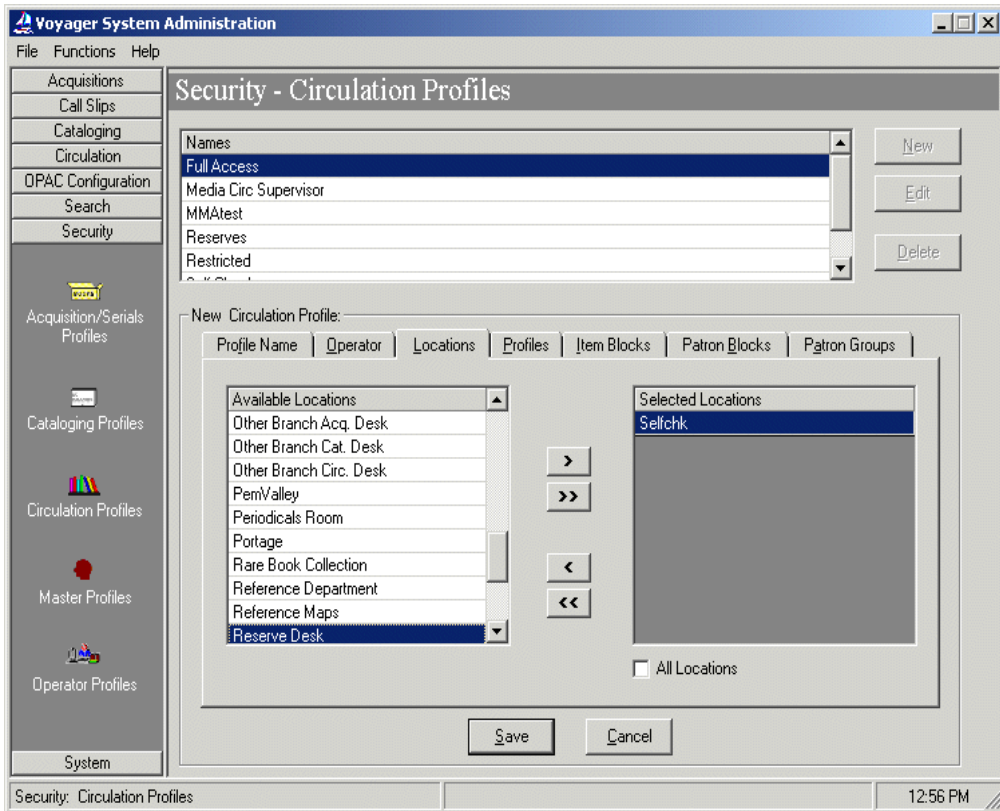 Voyager System Administration
File Functions Help
Acquisitions
Call Slips
Cataloging
Circulation
OPAC Configuration
Search
Security
Acquisition/Serials
Profiles
Cataloging Profiles
Circulation Profiles
Master Profiles
Operator Profiles
System
Security - Circulation Profiles
Names
Full Access
Media Circ Supervisor
MMAtest
Reserves
Restricted
New
Edit
Delete
New Circulation Profile:
Profile Name Operator Locations Profiles Item Blocks Patron Blocks Patron Groups
Available Locations
Other Branch Acq. Desk
Other Branch Cat. Desk
Other Branch Circ. Desk
PemValley
Periodicals Room
Portage
Rare Book Collection
Reference Department
Reference Maps
Reserve Desk
>
>>
<
<<
Selected Locations
Selfchk
All Locations
Save Cancel
Security: Circulation Profiles
12:56 PM